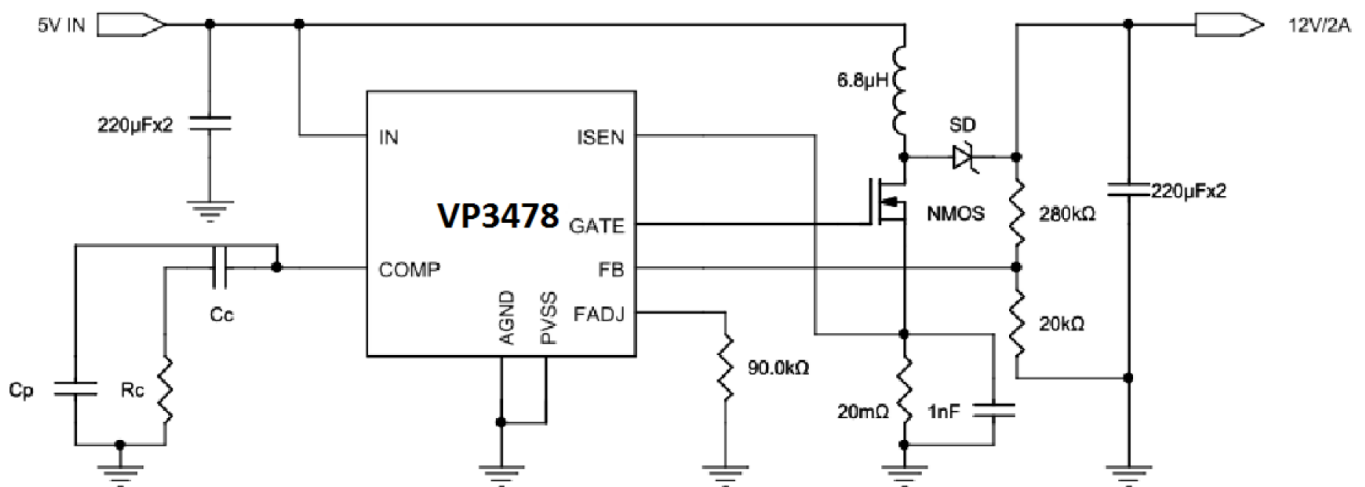 5V IN
12V/2A
6.8µH
220µFx2
IN
ISEN
SD
VP3478
NMOS
220µFx2
280kΩ
GATE
COMP
FB
Cc
AGND
PVSS
FADJ
20kΩ
90.0kΩ
Cp
Rc
20mΩ
1nF